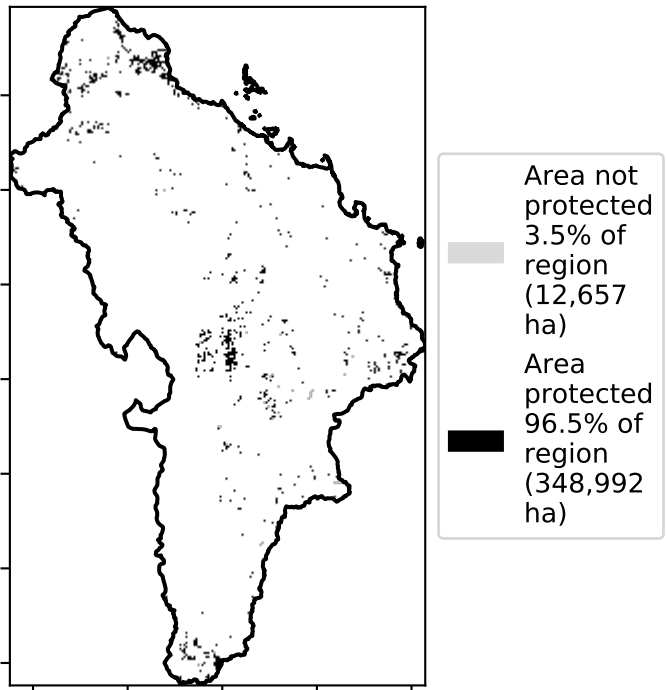 Area not
protected
3.5% of
region
(12,657
ha)
Area
protected
96.5% of
region
(348,992
ha)